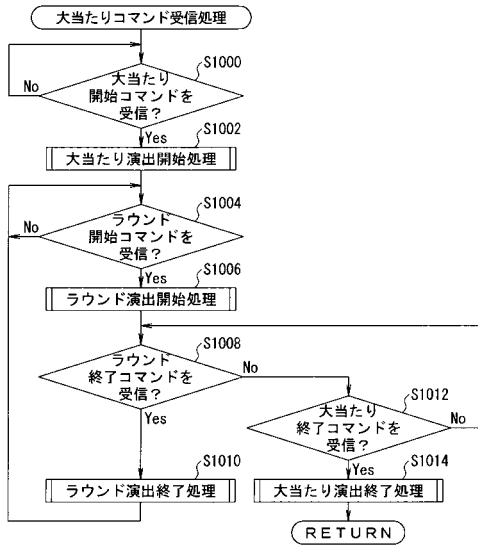 大当たりコマンド受信処理
S1000
大当たり
開始コマンドを
受信？
No
Yes
S1002
大当たり演出開始処理
S1004
ラウンド
開始コマンドを
受信？
No
Yes
S1006
ラウンド演出開始処理
S1008
ラウンド
終了コマンドを
受信？
No
Yes
S1012
大当たり
終了コマンドを
受信？
No
Yes
S1010
ラウンド演出終了処理
S1014
大当たり演出終了処理
RETURN